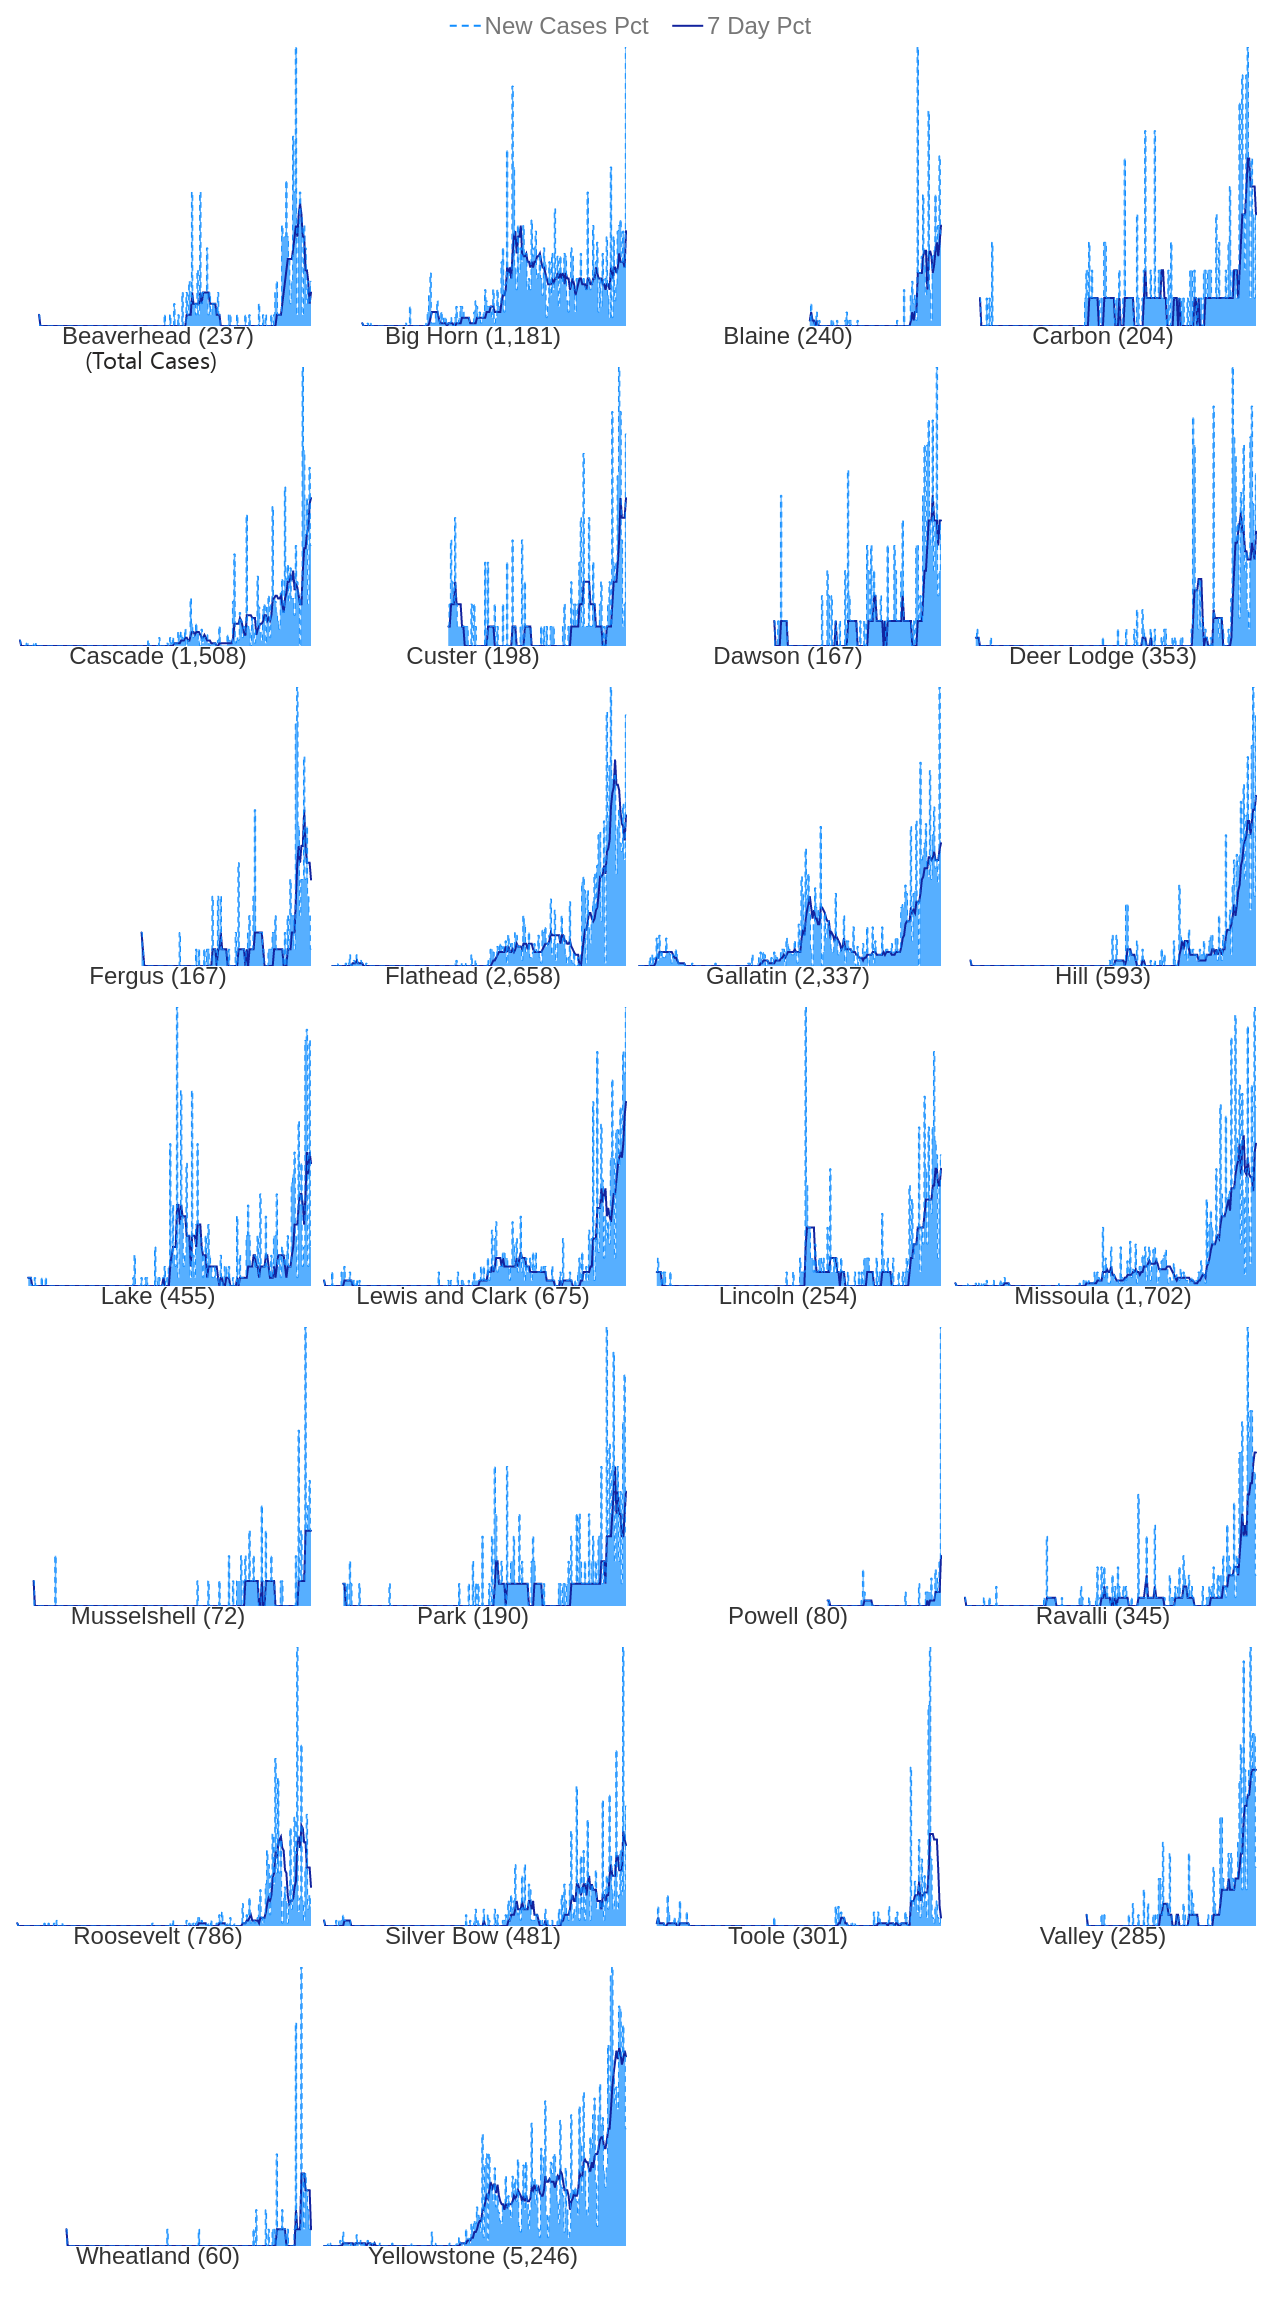 New Cases Pct 7 Day Pct
Beaverhead (237) Big Horn (1,181) Blaine (240) Carbon (204)
(Total Cases)
Cascade (1,508) Custer (198) Dawson (167) Deer Lodge (353)
Fergus (167) Flathead (2,658) Gallatin (2,337) Hill (593)
Lake (455) Lewis and Clark (675) Lincoln (254) Missoula (1,702)
Musselshell (72) Park (190) Powell (80) Ravalli (345)
Roosevelt (786) Silver Bow (481) Toole (301) Valley (285)
Wheatland (60) Yellowstone (5,246)